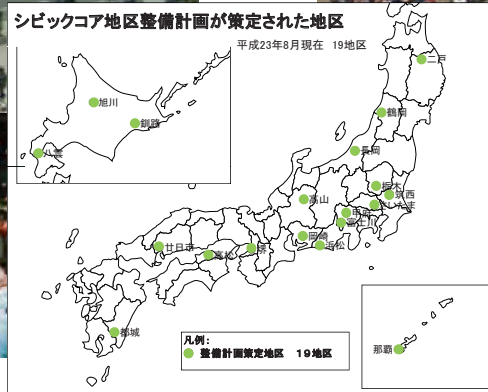 シビックコア地区整備計画が策定された地区
平成23年8月現在 19地区
二戸
旭川
釧路
八雲
鶴岡
長岡
栃木
筑西
さいたま
高山
甲府
富士川
岡崎
浜松
廿日市
高松
堺
都城
那覇
凡例:
整備計画策定地区 19地区